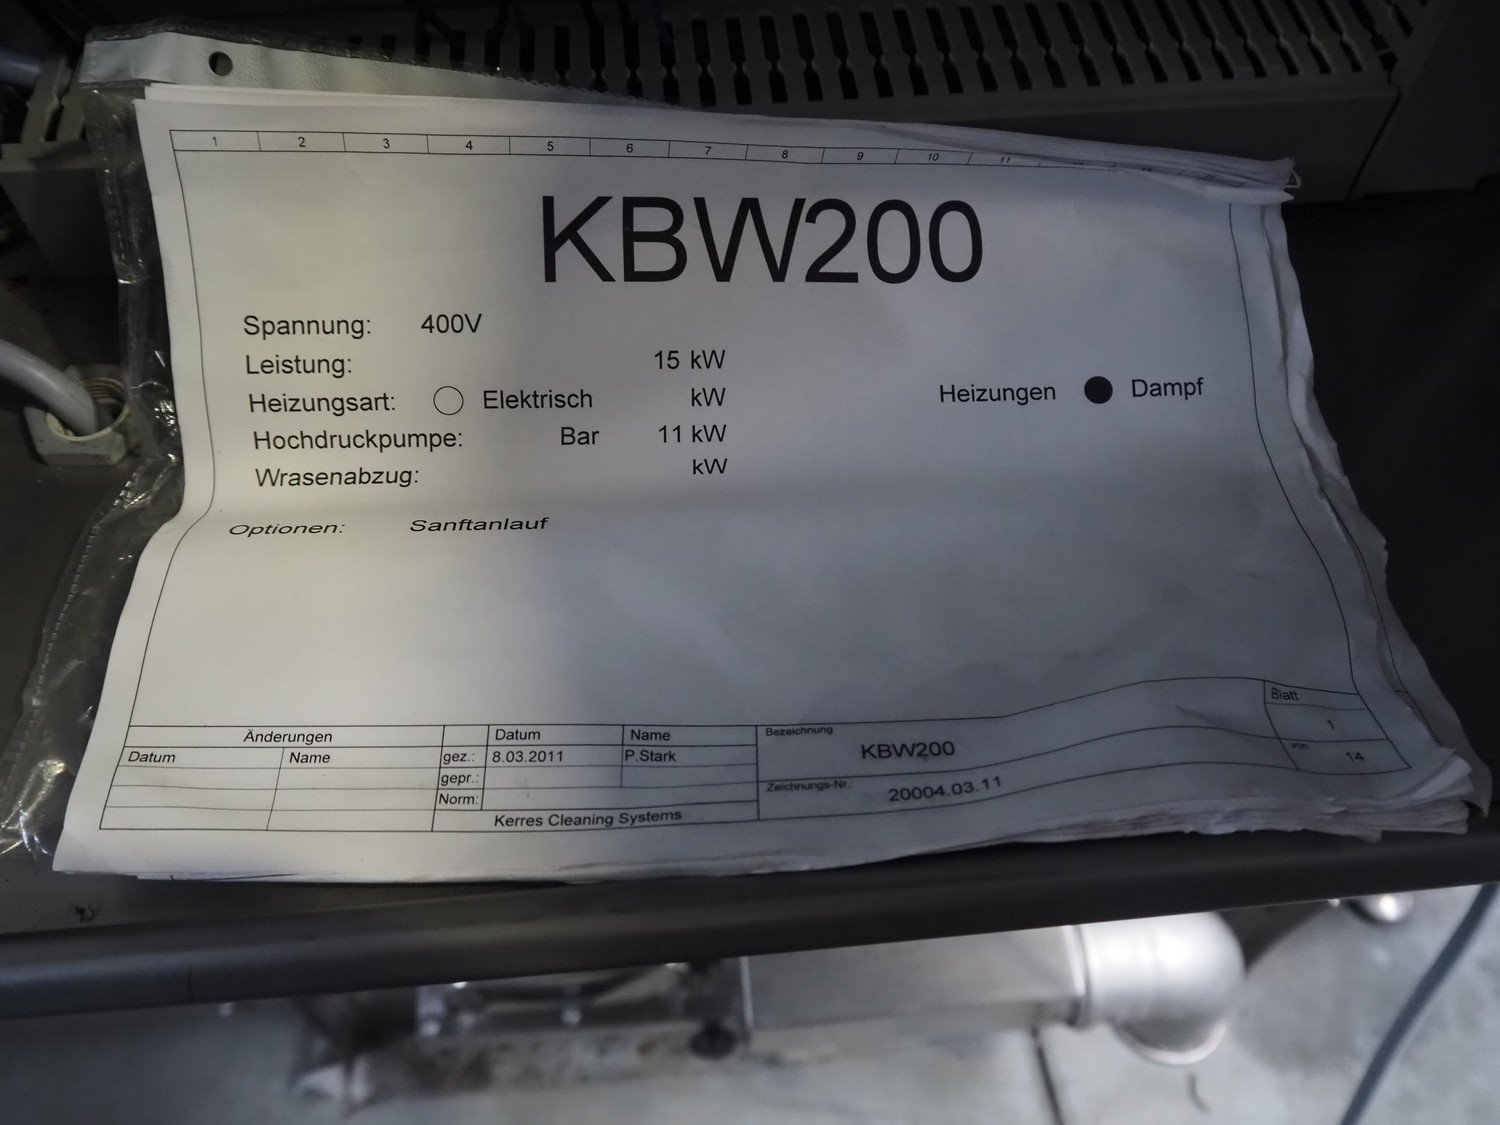 1 2 3 4 5 6 7 8 9 10 11
KBW200
Spannung: 400V
Leistung: 15 kW
Heizungsart: Elektrisch kW Heizungen Dampf
Hochdruckpumpe: Bar 11 kW
Wrasenabzug: kW
Optionen: Sanftanlauf
Änderungen Datum Name Bezeichnung KBW200 Blatt
Datum Name gez.: 8.03.2011 P.Stark 1
gepr.: Zeichnungs-Nr.: 20004.03.11 von 14
Norm:
Kerres Cleaning Systems